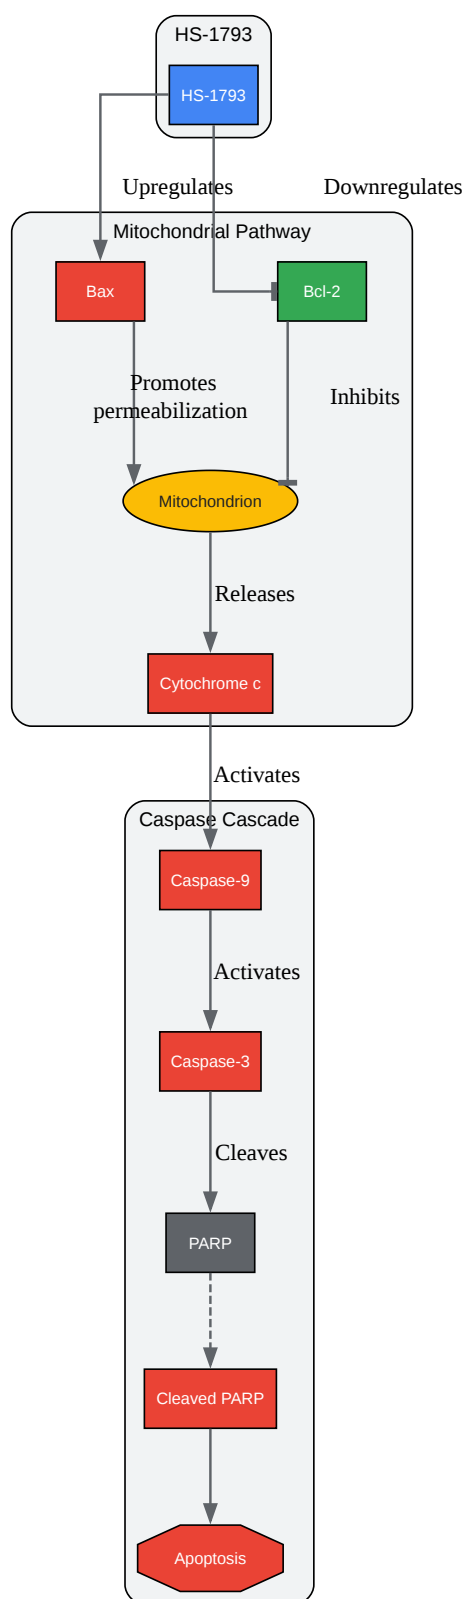 HS-1793
HS-1793
Upregulates
Downregulates
Mitochondrial Pathway
Bax
Bcl-2
Promotes
permeabilization
Inhibits
Mitochondrion
Releases
Cytochrome c
Activates
Caspase Cascade
Caspase-9
Activates
Caspase-3
Cleaves
PARP
Cleaved PARP
Apoptosis